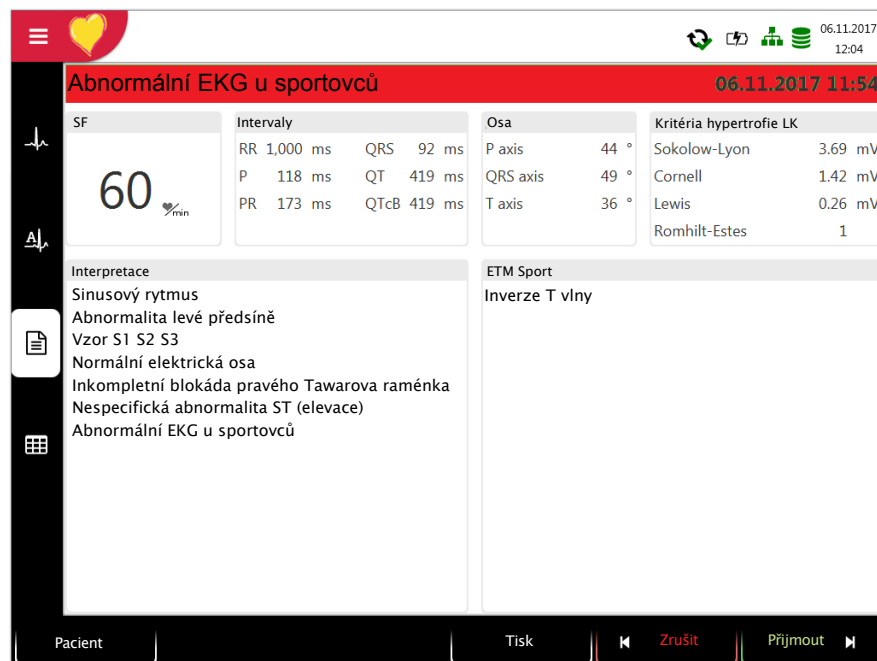 06.11.2017
12:04
Abnormální EKG u sportovců 06.11.2017 11:54
SF
60 /min
Intervaly
RR 1,000 ms QRS 92 ms
P 118 ms QT 419 ms
PR 173 ms QTcB 419 ms
Osa
P axis 44 °
QRS axis 49 °
T axis 36 °
Kritéria hypertrofie LK
Sokolow-Lyon 3.69 mV
Cornell 1.42 mV
Lewis 0.26 mV
Romhilt-Estes 1
A
Interpretace
Sinusový rytmus
Abnormalita levé předsíně
Vzor S1 S2 S3
Normální elektrická osa
Inkompletní blokáda pravého Tawarova raménka
Nespecifická abnormalita ST (elevace)
Abnormální EKG u sportovců
ETM Sport
Inverze T vlny
Pacient Tisk Zrušit Přijmout